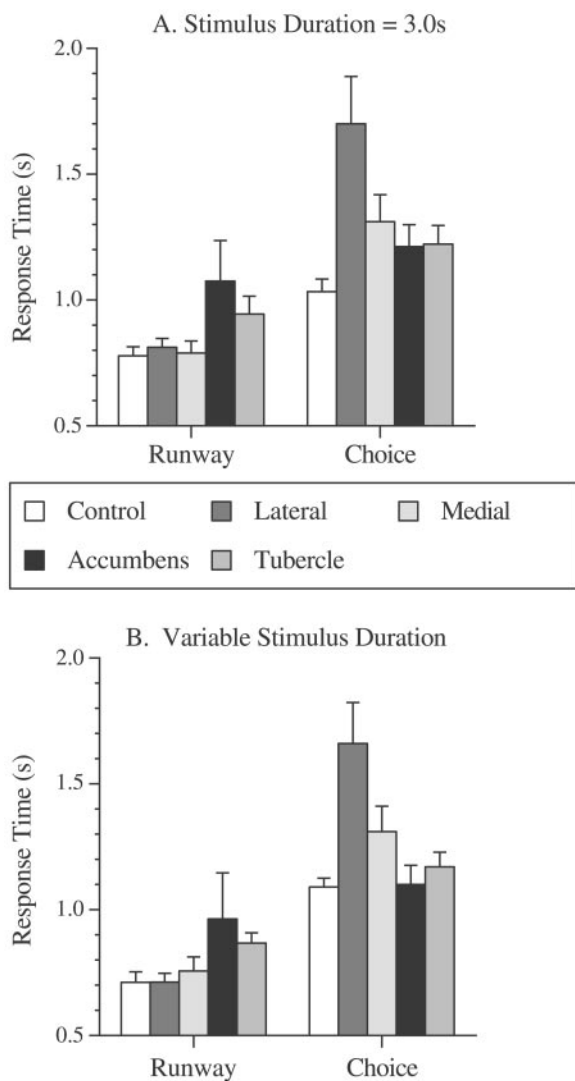 A. Stimulus Duration = 3.0s
2.0
1.5
1.0
0.5
Response Time (s)
Runway Choice
Control Lateral Medial
Accumbens Tubercle
B. Variable Stimulus Duration
2.0
1.5
1.0
0.5
Response Time (s)
Runway Choice